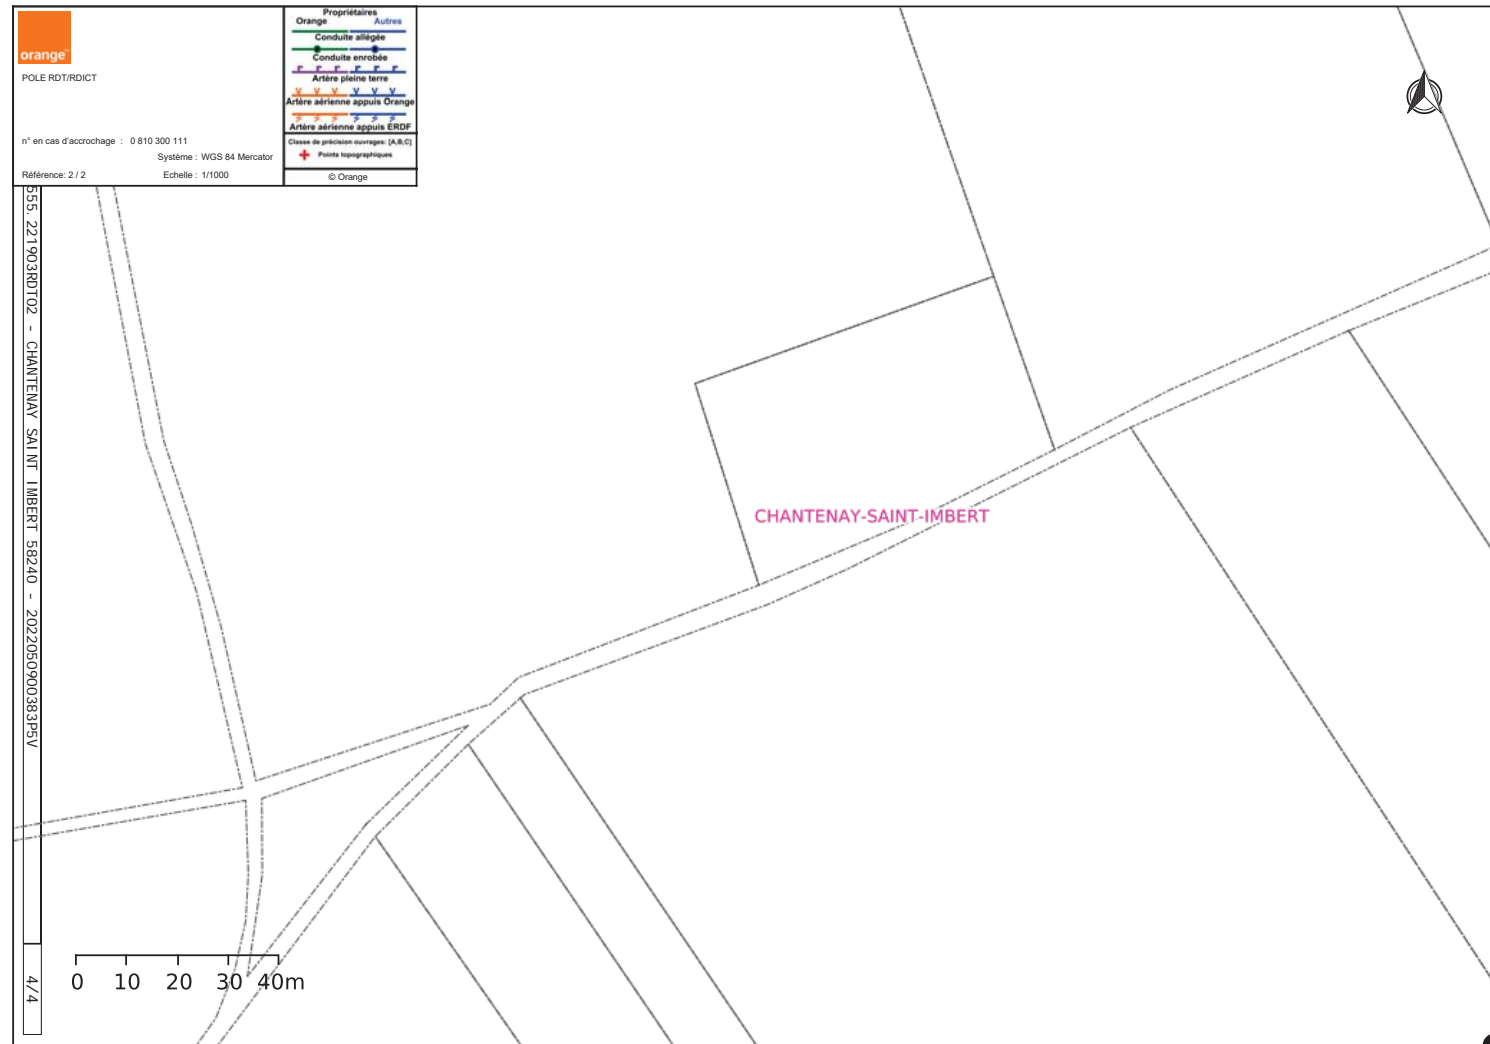 orange™
POLE RDT/RDICT
n° en cas d'accrochage : 0 810 300 111
Système : WGS 84 Mercator
Référence: 2 / 2 Echelle : 1/1000
Propriétaires
Orange Autres
Conduite allégée
Conduite enrobée
Artère pleine terre
Artère aérienne appuis Orange
Artère aérienne appuis ERDF
Classe de précision ouvrages: [A,B,C]
Points topographiques
© Orange
555. 221903RDT02 - CHANTENAY SAINT IMBERT 58240 - 2022050900383P5V
4/4
CHANTENAY-SAINT-IMBERT
0 10 20 30 40m